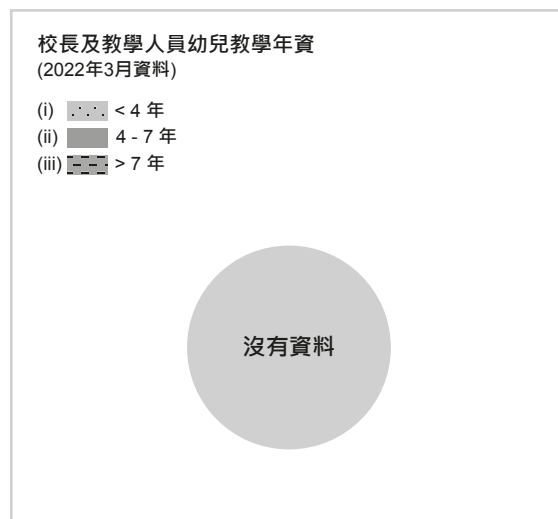 校長及教學人員幼兒教學年資
(2022年3月資料)
(i) < 4 年
(ii) 4 - 7 年
(iii) > 7 年
沒有資料